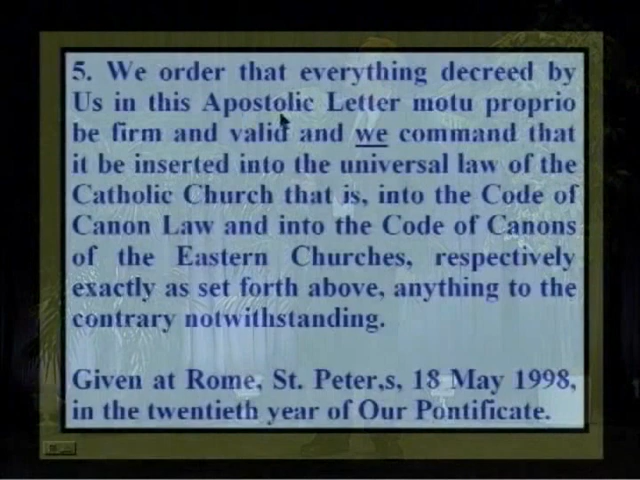 5. We order that everything decreed by
Us in this Apostolic Letter motu proprio
be firm and valid and we command that
it be inserted into the universal law of the
Catholic Church that is, into the Code of
Canon Law and into the Code of Canons
of the Eastern Churches, respectively
exactly as set forth above, anything to the
contrary notwithstanding.
Given at Rome, St. Peter,s, 18 May 1998,
in the twentieth year of Our Pontificate.